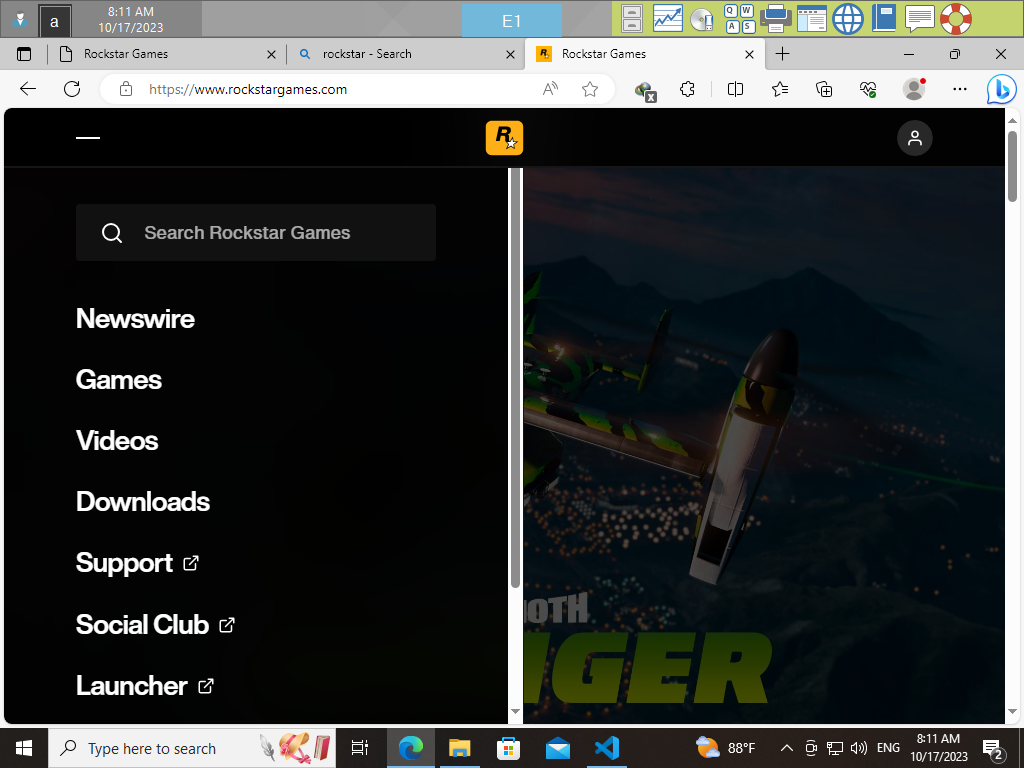 8:11 AM
10/17/2023
a
E1
Q W
A S
Rockstar Games
rockstar - Search
Rockstar Games
https://www.rockstargames.com
Search Rockstar Games
Newswire
Games
Videos
Downloads
Support
Social Club
Launcher
Type here to search
88°F
ENG
8:11 AM
10/17/2023
2